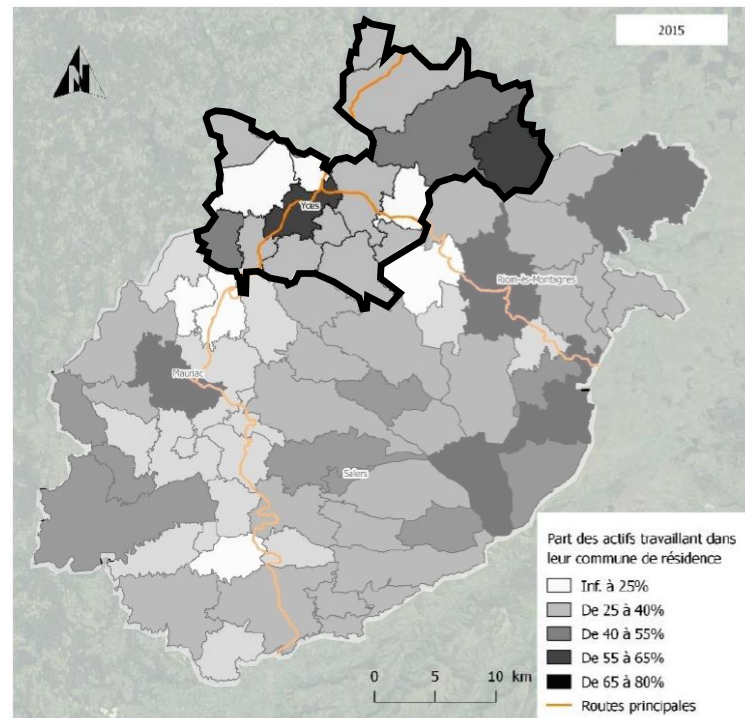 2015
N
Ydes
Riom-ès-Montagnes
Mauriac
Salers
Part des actifs travaillant dans
leur commune de résidence
Inf. à 25%
De 25 à 40%
De 40 à 55%
De 55 à 65%
De 65 à 80%
Routes principales
0 5 10 km